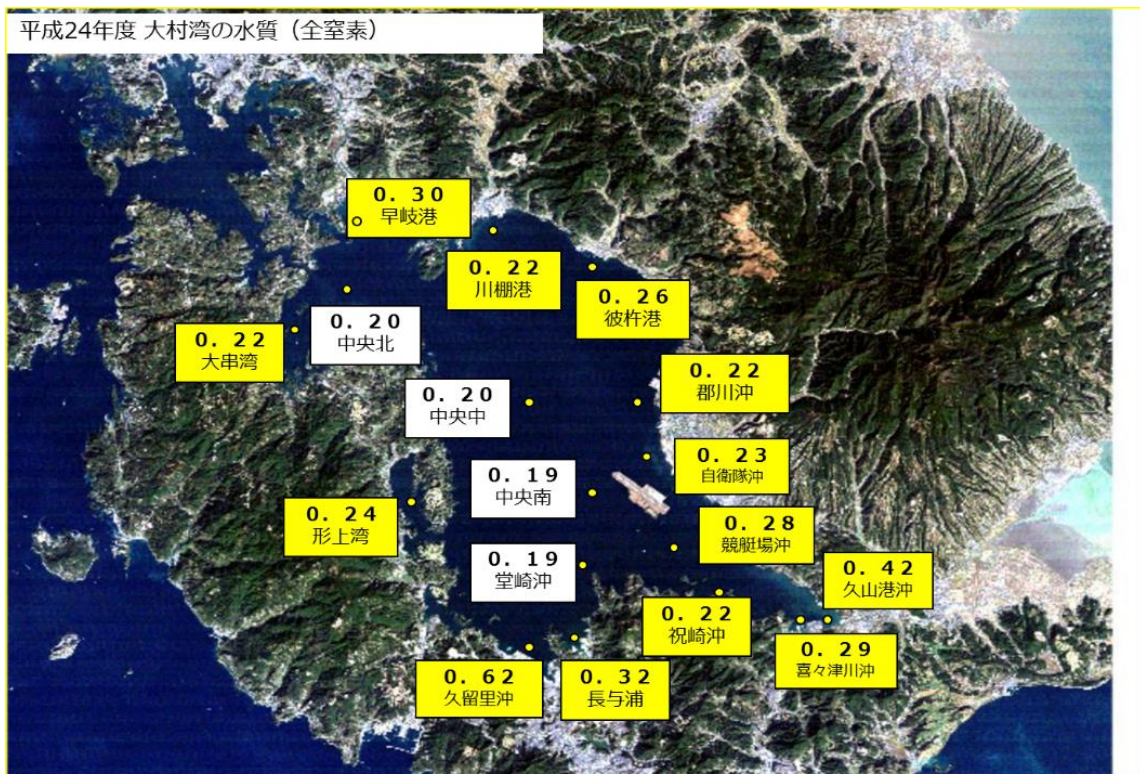 平成24年度 大村湾の水質（全窒素）
０．３０
早岐港
０．２２
川棚港
０．２６
彼杵港
０．２０
中央北
０．２２
大串湾
０．２２
郡川沖
０．２０
中央中
０．２３
自衛隊沖
０．１９
中央南
０．２４
形上湾
０．２８
競艇場沖
０．１９
堂崎沖
０．４２
久山港沖
０．２２
祝崎沖
０．２９
喜々津川沖
０．６２
久留里沖
０．３２
長与浦